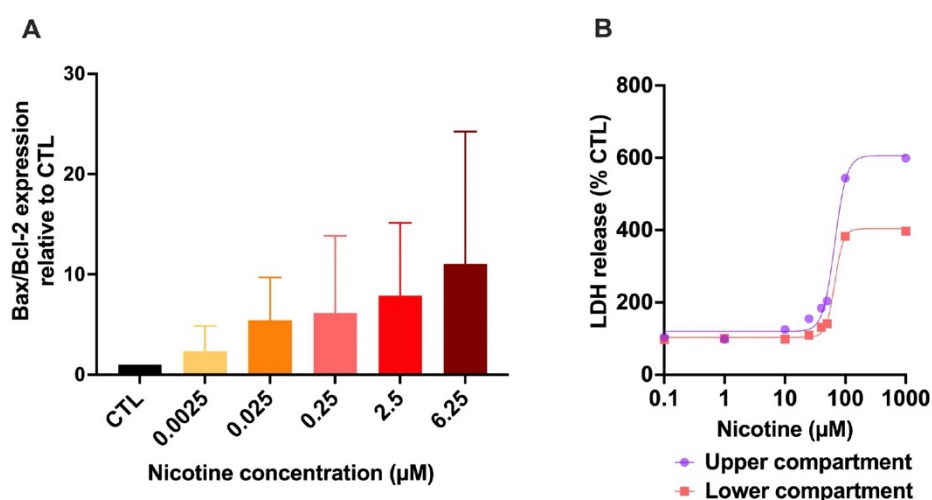 A
Bax/Bcl-2 expression
relative to CTL
30
20
10
0
CTL
0.0025
0.025
0.25
2.5
6.25
Nicotine concentration (µM)
B
LDH release (% CTL)
800
600
400
200
0
0.1
1
10
100
1000
Nicotine (µM)
Upper compartment
Lower compartment